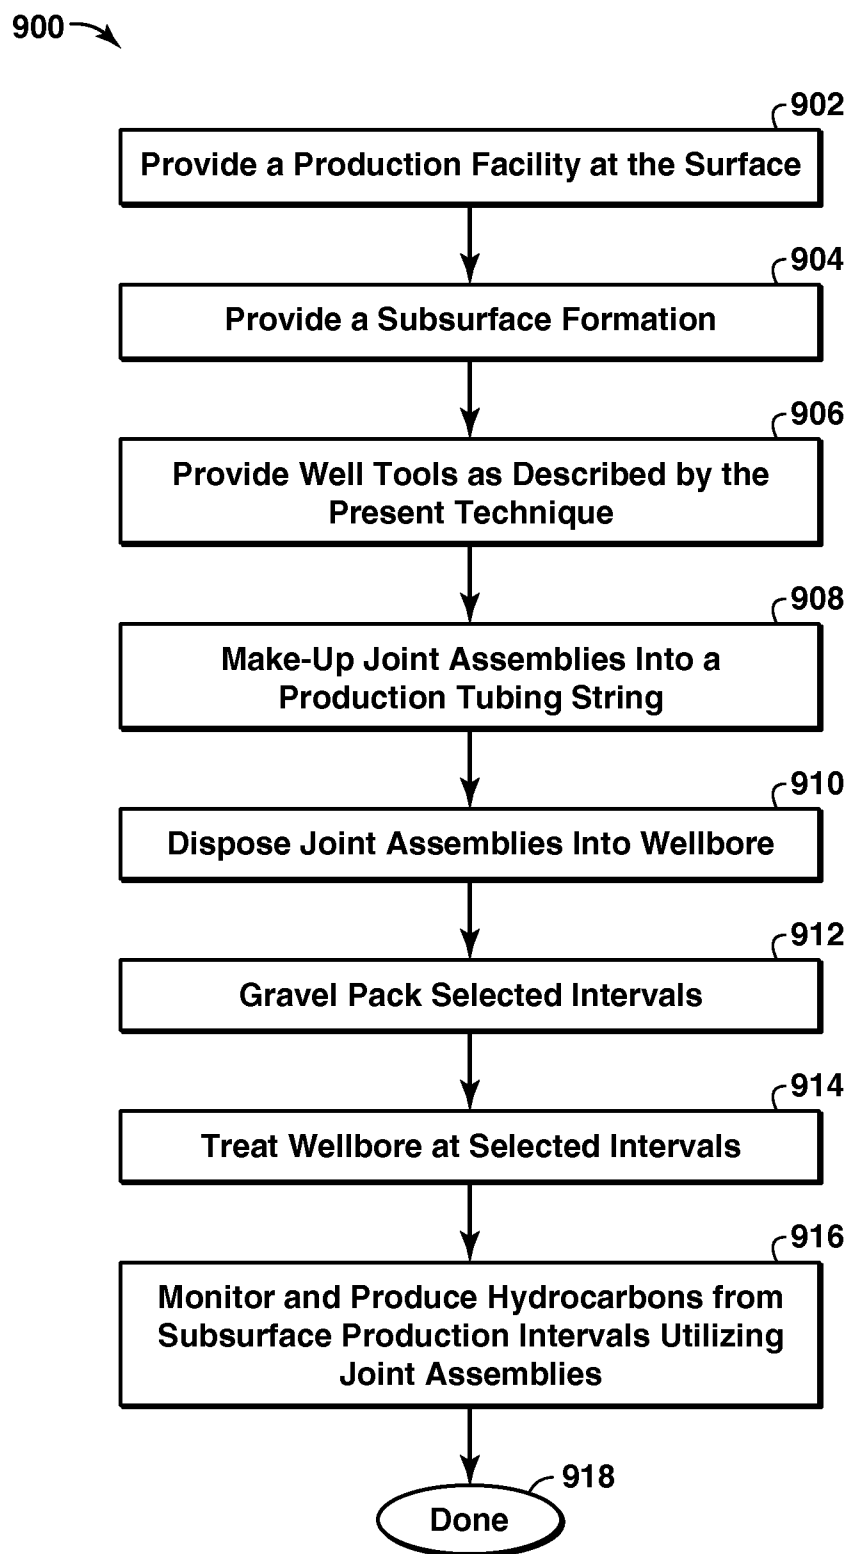 900
902
Provide a Production Facility at the Surface
904
Provide a Subsurface Formation
906
Provide Well Tools as Described by the
Present Technique
908
Make-Up Joint Assemblies Into a
Production Tubing String
910
Dispose Joint Assemblies Into Wellbore
912
Gravel Pack Selected Intervals
914
Treat Wellbore at Selected Intervals
916
Monitor and Produce Hydrocarbons from
Subsurface Production Intervals Utilizing
Joint Assemblies
918
Done